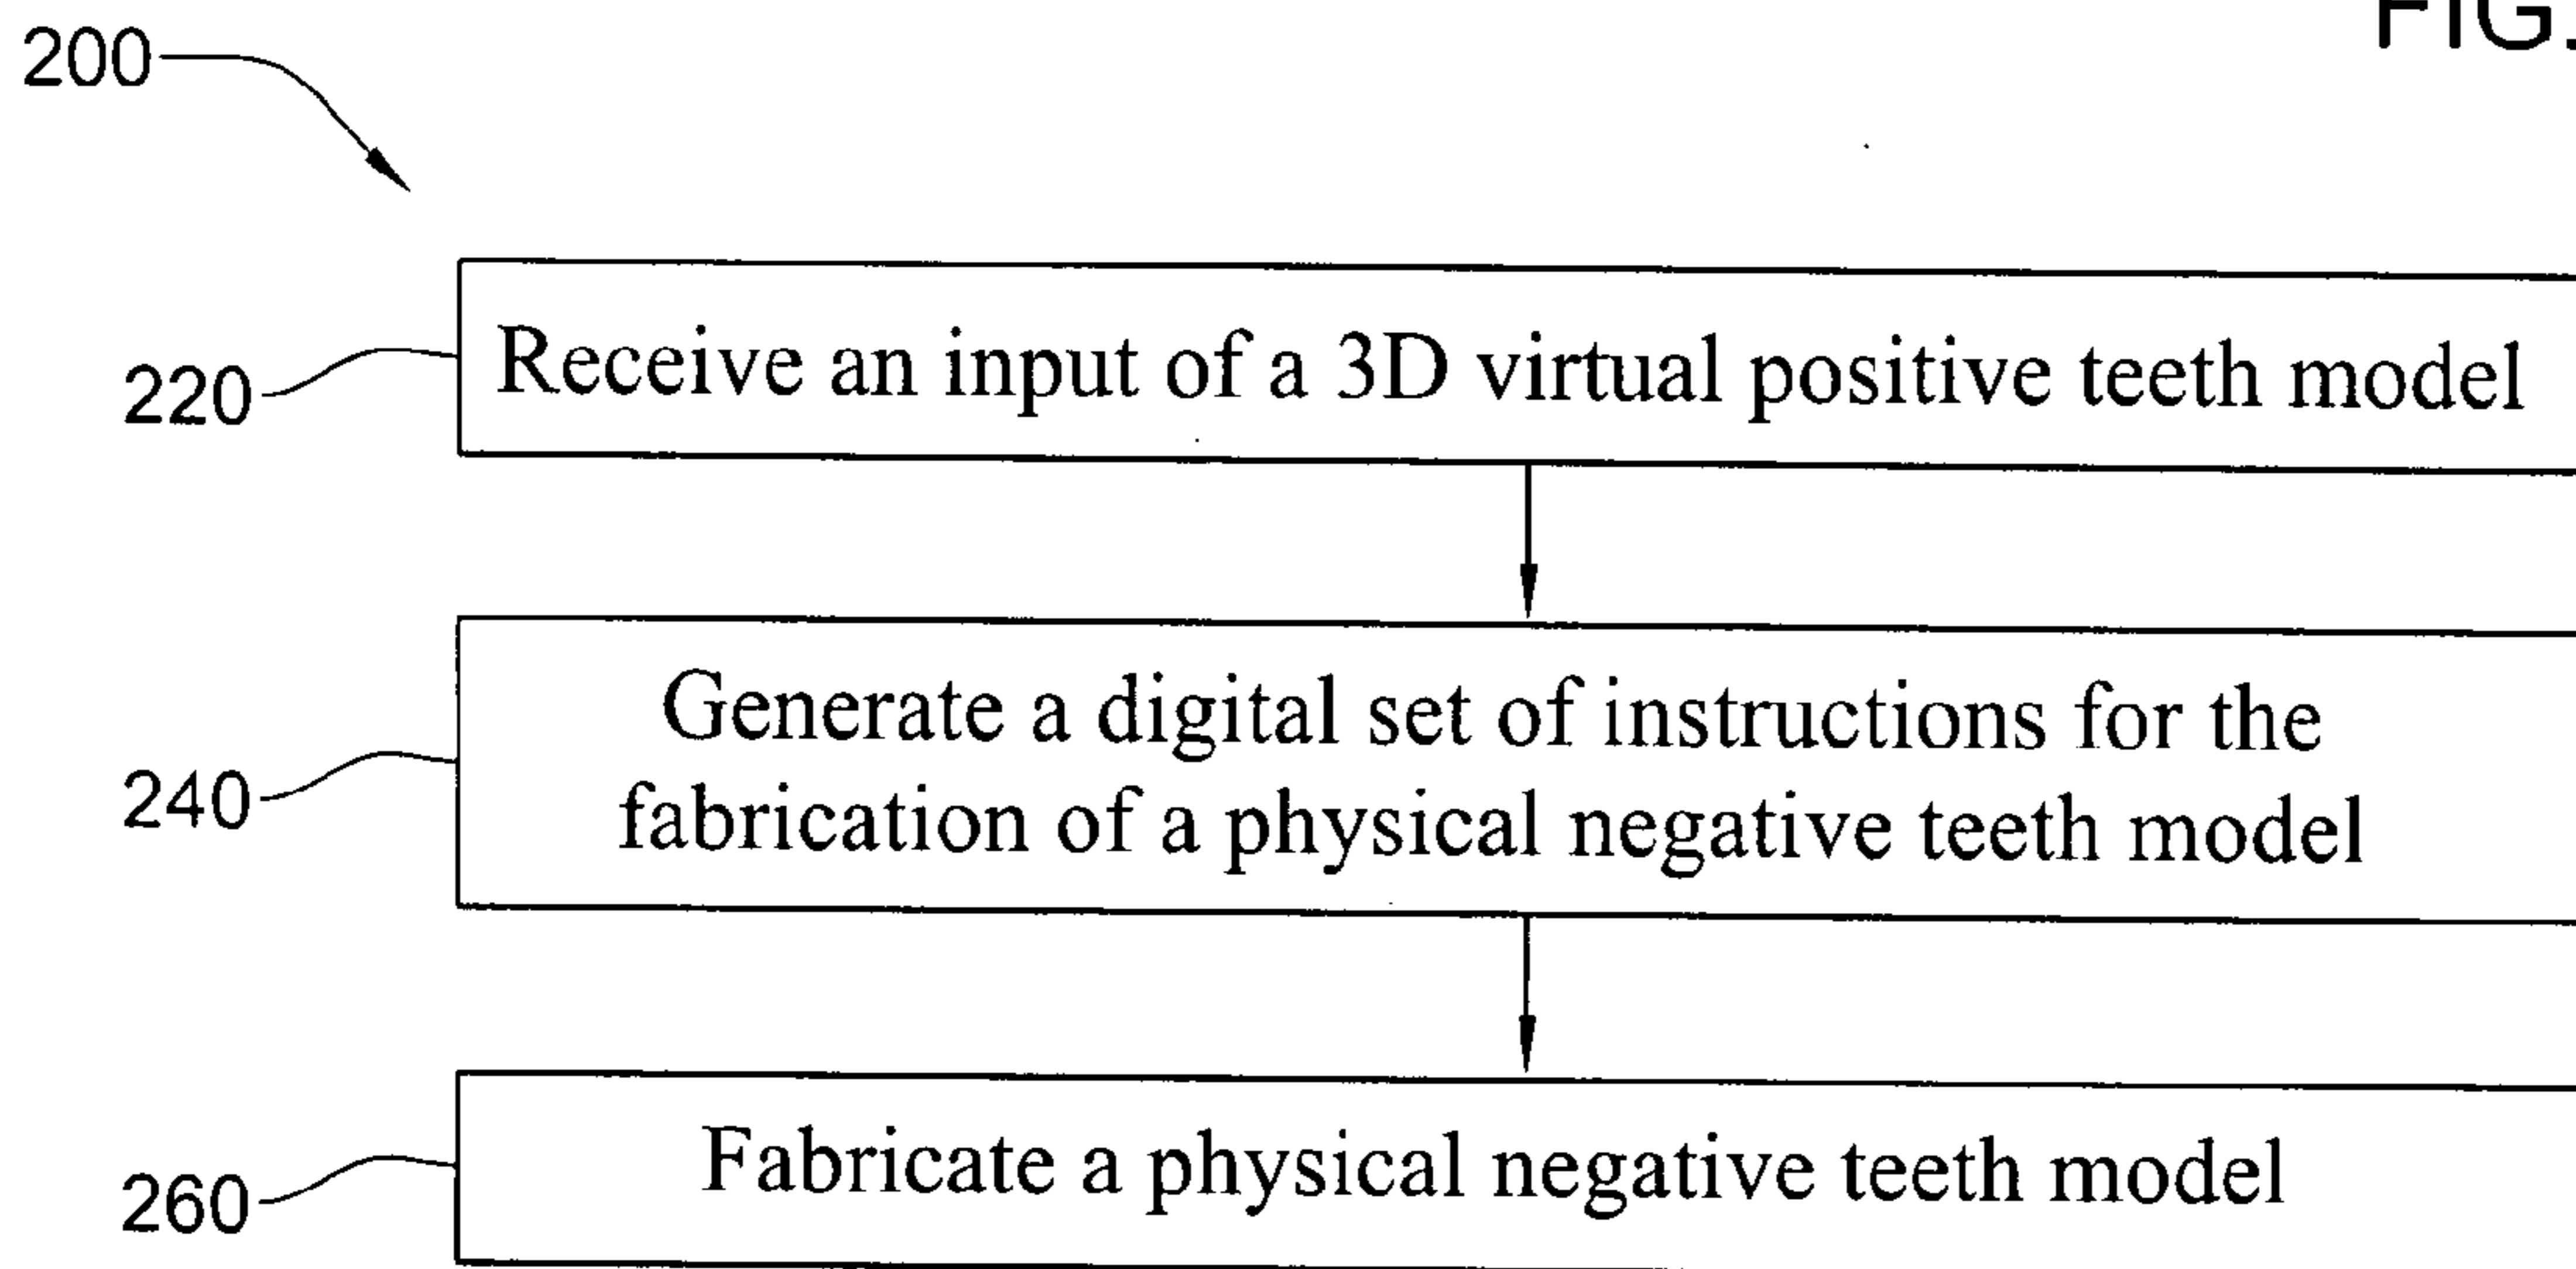 FIG.
200
220
Receive an input of a 3D virtual positive teeth model
240
Generate a digital set of instructions for the
fabrication of a physical negative teeth model
260
Fabricate a physical negative teeth model